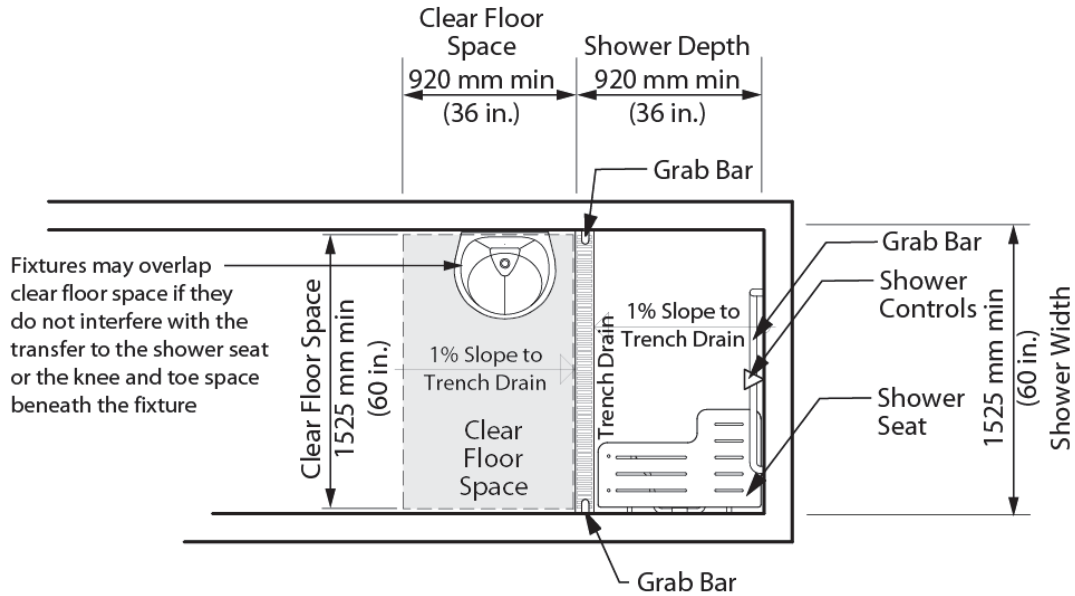 Clear Floor
Space
920 mm min
(36 in.)
Shower Depth
920 mm min
(36 in.)
Grab Bar
Fixtures may overlap
clear floor space if they
do not interfere with the
transfer to the shower seat
or the knee and toe space
beneath the fixture
Clear Floor Space
1525 mm min
(60 in.)
1% Slope to
Trench Drain
Clear
Floor
Space
Trench Drain
1% Slope to
Trench Drain
Grab Bar
Shower
Controls
Shower
Seat
1525 mm min
(60 in.)
Shower Width
Grab Bar